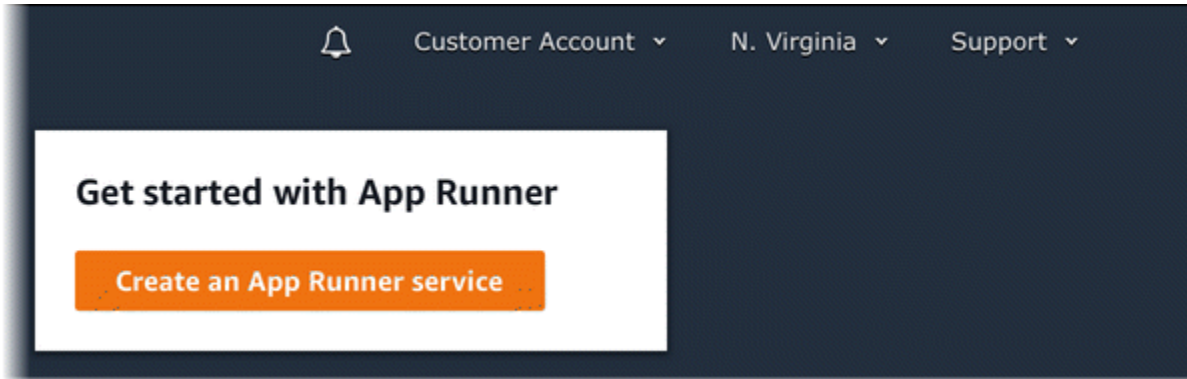 Customer Account N. Virginia Support
Get started with App Runner
Create an App Runner service